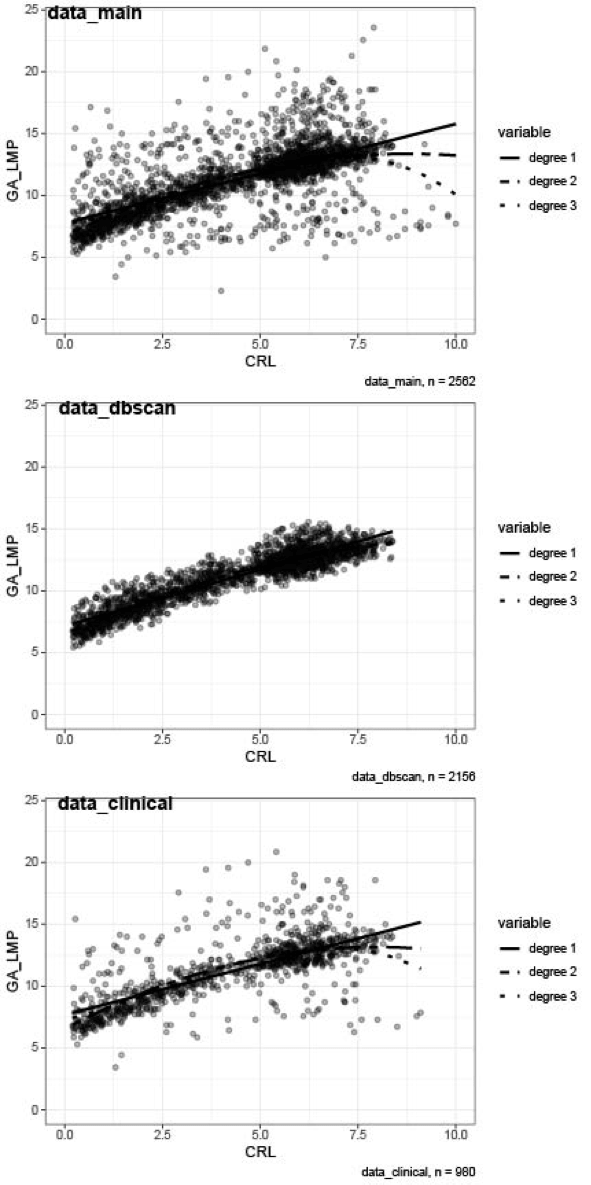 data_main
25
20
15
10
5
0
GA_LMP
0.0 2.5 5.0 7.5 10.0
CRL
variable
degree 1
degree 2
degree 3
data_main, n = 2562
data_dbscan
25
20
15
10
5
0
GA_LMP
0.0 2.5 5.0 7.5 10.0
CRL
variable
degree 1
degree 2
degree 3
data_dbscan, n = 2156
data_clinical
25
20
15
10
5
0
GA_LMP
0.0 2.5 5.0 7.5 10.0
CRL
variable
degree 1
degree 2
degree 3
data_clinical, n = 980